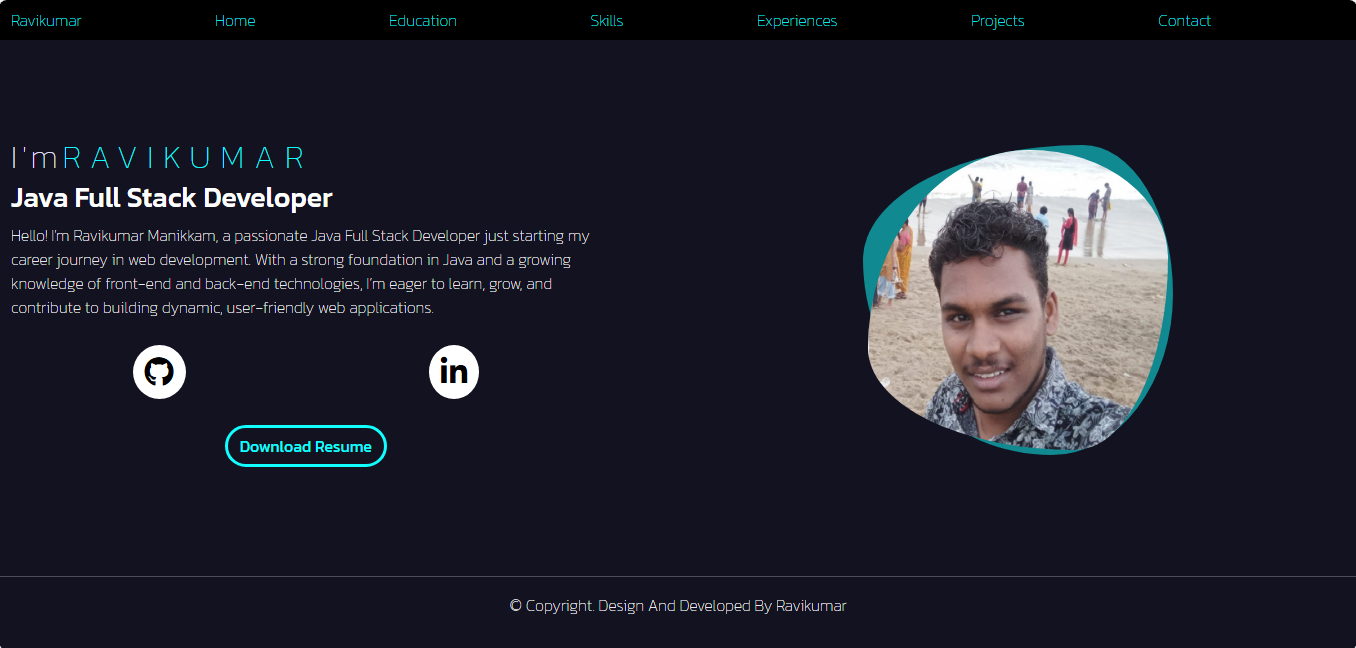 Ravikumar Home Education Skills Experiences Projects Contact
I'm RAVIKUMAR
Java Full Stack Developer
Hello! I'm Ravikumar Manikkam, a passionate Java Full Stack Developer just starting my
career journey in web development. With a strong foundation in Java and a growing
knowledge of front-end and back-end technologies, I'm eager to learn, grow, and
contribute to building dynamic, user-friendly web applications.
in
Download Resume
© Copyright. Design And Developed By Ravikumar